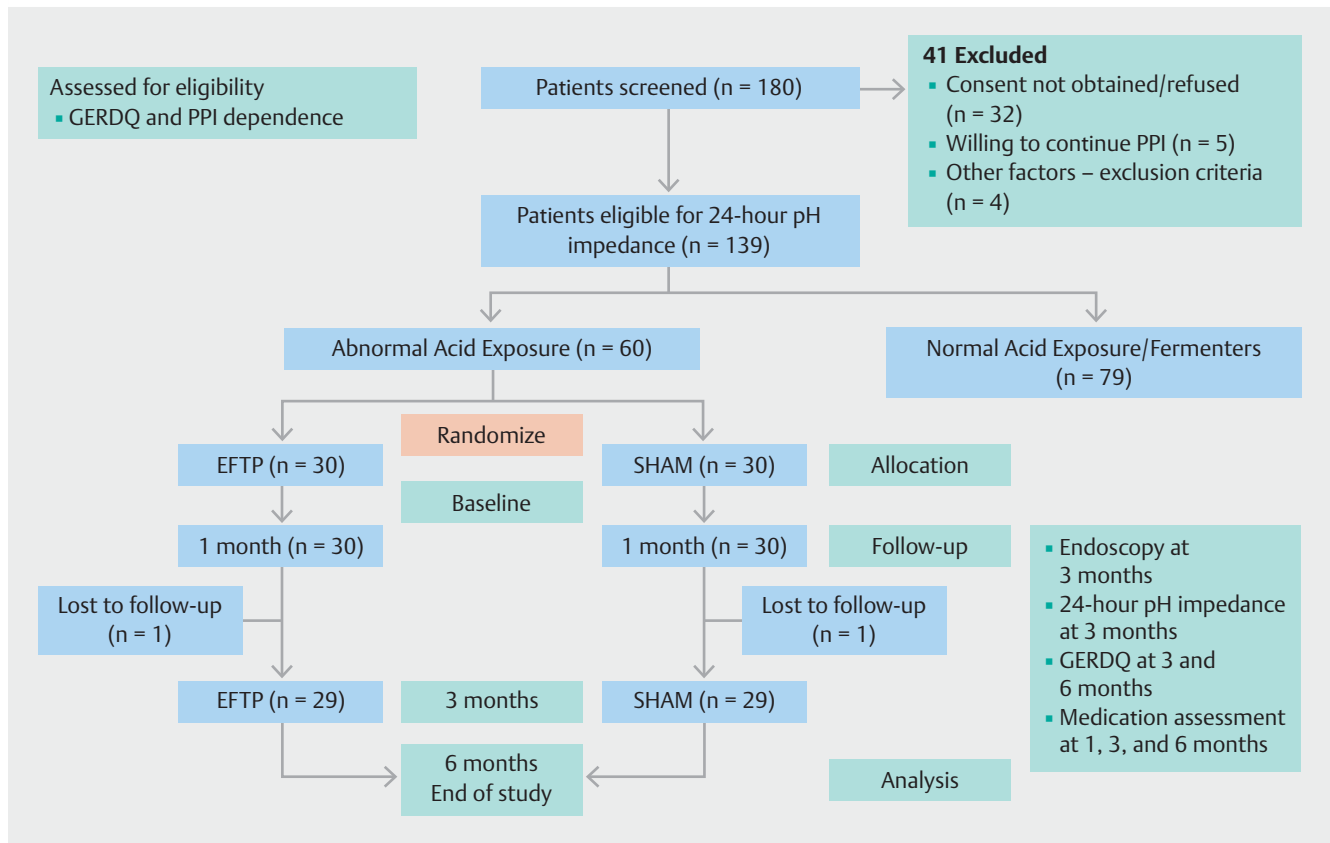 Assessed for eligibility
▪ GERDQ and PPI dependence
Patients screened (n = 180)
41 Excluded
▪ Consent not obtained/refused
(n = 32)
▪ Willing to continue PPI (n = 5)
▪ Other factors – exclusion criteria
(n = 4)
Patients eligible for 24-hour pH
impedance (n = 139)
Abnormal Acid Exposure (n = 60)
Normal Acid Exposure/Fermenters
(n = 79)
Randomize
EFTP (n = 30)
SHAM (n = 30)
Allocation
Baseline
1 month (n = 30)
1 month (n = 30)
Follow-up
Lost to follow-up
(n = 1)
Lost to follow-up
(n = 1)
▪ Endoscopy at
3 months
▪ 24-hour pH impedance
at 3 months
▪ GERDQ at 3 and
6 months
▪ Medication assessment
at 1, 3, and 6 months
EFTP (n = 29)
3 months
SHAM (n = 29)
6 months
End of study
Analysis